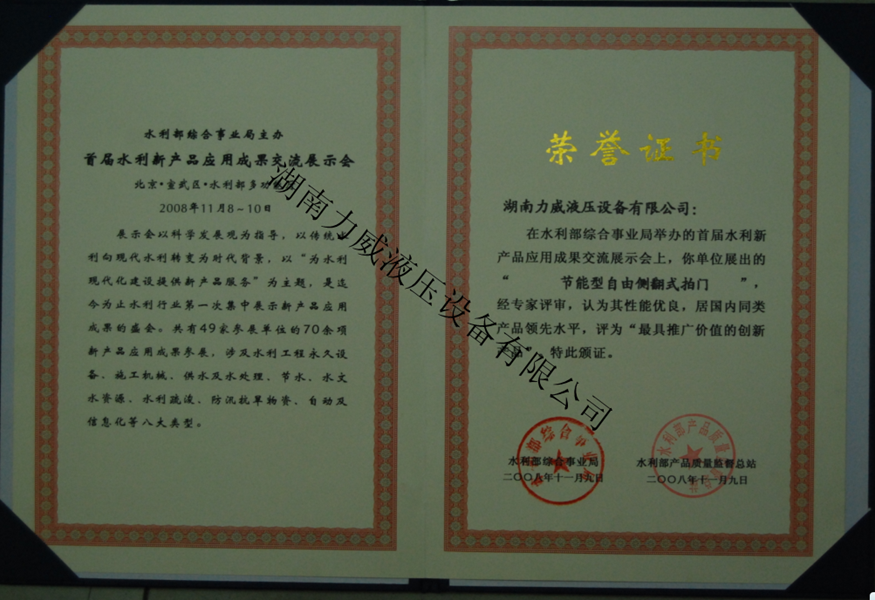 水利部综合事业局主办
首届水利新产品应用成果交流展示会
北京·宣武区·水利部多功能厅
2008年11月8~10日
展示会以科学发展观为指导，以传统水
利向现代水利转变为时代背景，以“为水利
现代化建设提供新产品服务”为主题，是迄
今为止水利行业第一次集中展示新产品应用
成果的盛会。共有49家参展单位的70余项
新产品应用成果参展，涉及水利工程永久设
备、施工机械、供水及水处理、节水、水文
水资源、水利疏浚、防汛抗旱物资、自动及
信息化等八大类型。
荣誉证书
湖南力威液压设备有限公司：
在水利部综合事业局举办的首届水利新
产品应用成果交流展示会上，你单位展出的
“ 节能型自由侧翻式拍门 ”，
经专家评审，认为其性能优良，居国内同类
产品领先水平，评为“最具推广价值的创新
特此颁证。
水利部综合事业局
二〇〇八年十一月九日
水利部产品质量监督总站
二〇〇八年十一月九日
湖南力威液压设备有限公司